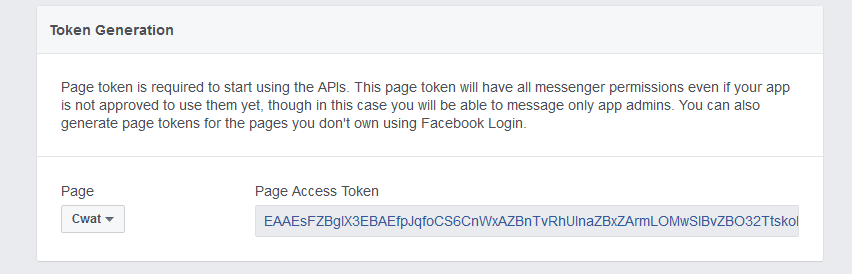 Token Generation
Page token is required to start using the APIs. This page token will have all messenger permissions even if your app
is not approved to use them yet, though in this case you will be able to message only app admins. You can also
generate page tokens for the pages you don't own using Facebook Login.
Page
Page Access Token
Cwat